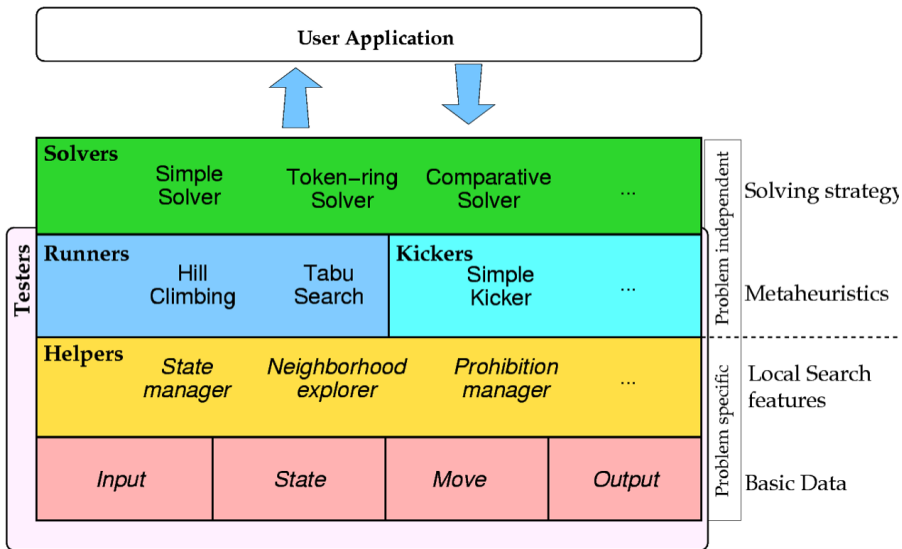 User Application
Solvers
Simple
Solver
Token-ring
Solver
Comparative
Solver
...
Problem independent
Solving strategy
Testers
Runners
Hill
Climbing
Tabu
Search
Kickers
Simple
Kicker
...
Metaheuristics
Helpers
State
manager
Neighborhood
explorer
Prohibition
manager
...
Problem specific
Local Search
features
Input
State
Move
Output
Basic Data